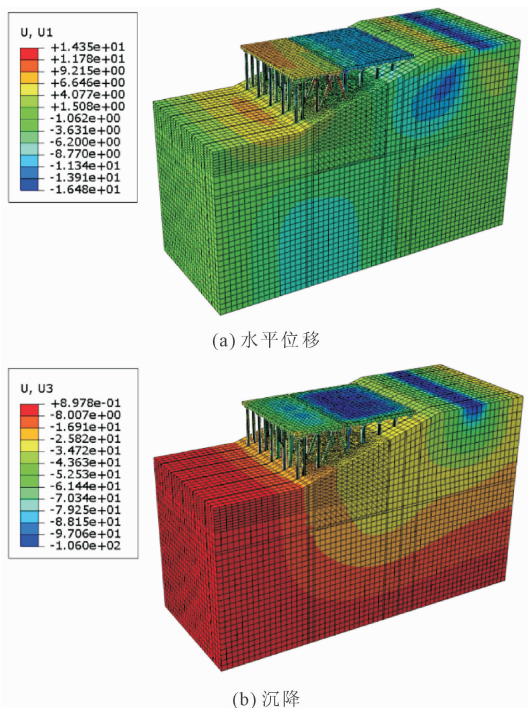 U, U1
+1.435e+01
+1.178e+01
+9.215e+00
+6.646e+00
+4.077e+00
+1.508e+00
-1.062e+00
-3.631e+00
-6.200e+00
-8.770e+00
-1.134e+01
-1.391e+01
-1.648e+01
(a) 水平位移
U, U3
+8.978e-01
-8.007e+00
-1.691e+01
-2.582e+01
-3.472e+01
-4.363e+01
-5.253e+01
-6.144e+01
-7.034e+01
-7.925e+01
-8.815e+01
-9.706e+01
-1.060e+02
(b) 沉降